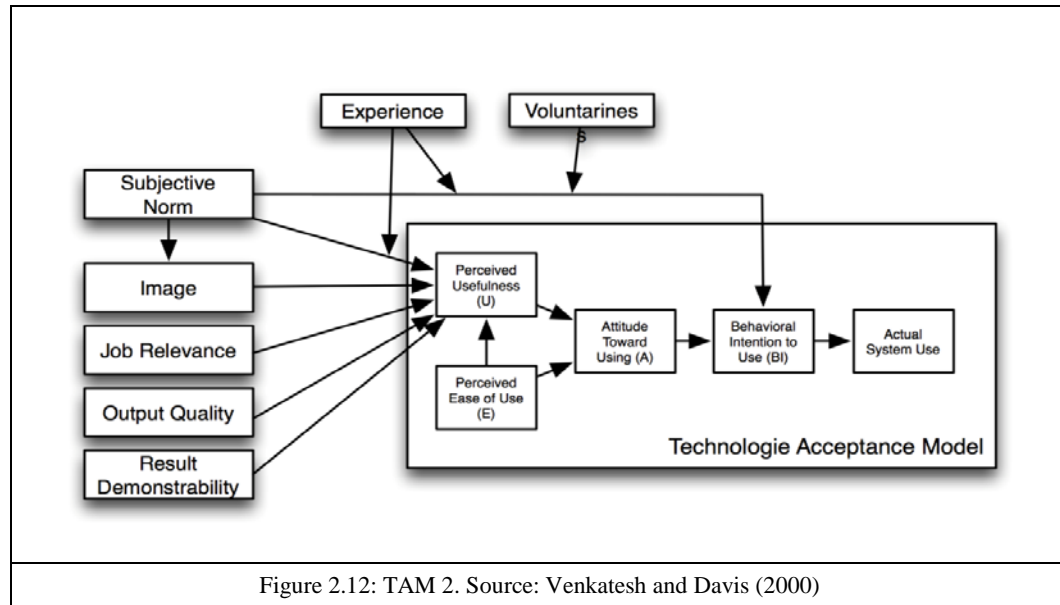 Experience
Voluntarines
s
Subjective
Norm
Image
Job Relevance
Output Quality
Result
Demonstrability
Perceived
Usefulness
(U)
Perceived
Ease of Use
(E)
Attitude
Toward
Using (A)
Behavioral
Intention to
Use (BI)
Actual
System Use
Technologie Acceptance Model
Figure 2.12: TAM 2. Source: Venkatesh and Davis (2000)